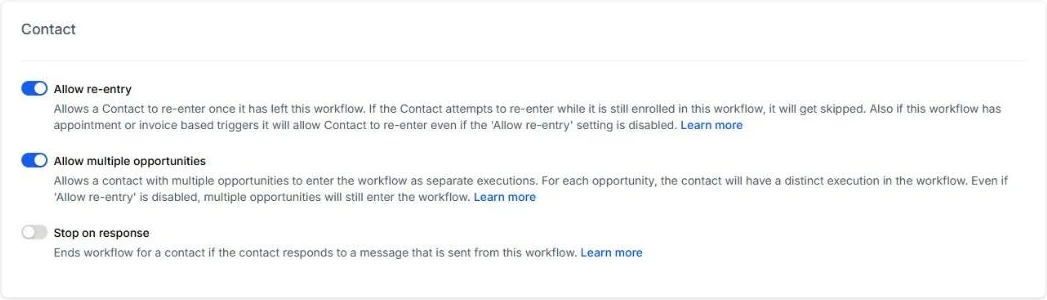 Contact
Allow re-entry
Allows a Contact to re-enter once it has left this workflow. If the Contact attempts to re-enter while it is still enrolled in this workflow, it will get skipped. Also if this workflow has
appointment or invoice based triggers it will allow Contact to re-enter even if the 'Allow re-entry' setting is disabled. Learn more
Allow multiple opportunities
Allows a contact with multiple opportunities to enter the workflow as separate executions. For each opportunity, the contact will have a distinct execution in the workflow. Even if
'Allow re-entry' is disabled, multiple opportunities will still enter the workflow. Learn more
Stop on response
Ends workflow for a contact if the contact responds to a message that is sent from this workflow. Learn more